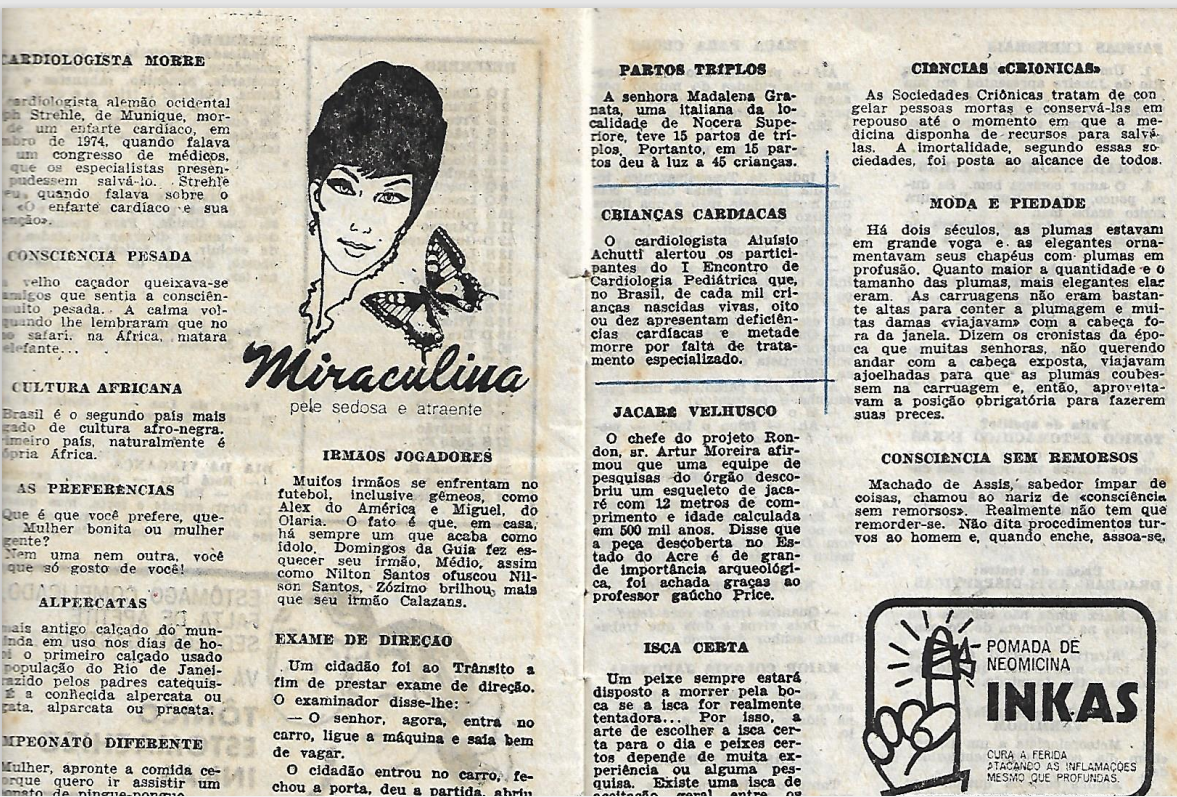 CARDIOLOGISTA MORRE
cardiologista alemão ocidental
ph Strehle, de Munique, mor-
de um enfarte cardíaco, em
mbro de 1974, quando falava
um congresso de médicos,
que os especialistas presen-
pudessem salvá-lo. Strehle
eu quando falava sobre o
«O enfarte cardíaco e sua
enção».
CONSCIÊNCIA PESADA
velho caçador queixava-se
amigos que sentia a consciên-
muito pesada. A calma vol-
quando lhe lembraram que no
safari, na África, matara
elefante...
CULTURA AFRICANA
Brasil é o segundo país mais
gado de cultura afro-negra.
imeiro país, naturalmente é
ópria África.
AS PREFERÊNCIAS
Que é que você prefere, que-
Mulher bonita ou mulher
gente?
Nem uma nem outra, você
que só gosto de você!
ALPERCATAS
mais antigo calçado do mun-
inda em uso nos dias de ho-
i o primeiro calçado usado
população do Rio de Janei-
razido pelos padres catequis-
É a conhecida alpercata ou
gata, alparcata ou pracata.
MPEONATO DIFERENTE
Mulher, apronte a comida ce-
orque quero ir assistir um
onato de pingue-pongue
Miraculina
pele sedosa e atraente
IRMÃOS JOGADORES
Muitos irmãos se enfrentam no
futebol, inclusive gêmeos, como
Alex do América e Miguel, do
Olaria. O fato é que, em casa,
há sempre um que acaba como
ídolo. Domingos da Guia fez es-
quecer seu irmão, Médio, assim
como Nilton Santos ofuscou Nil-
son Santos, Zózimo brilhou mais
que seu irmão Calazans.
EXAME DE DIREÇÃO
Um cidadão foi ao Trânsito a
fim de prestar exame de direção.
O examinador disse-lhe:
— O senhor, agora, entra no
carro, ligue a máquina e saia bem
de vagar.
O cidadão entrou no carro, fe-
chou a porta, deu a partida, abriu
PARTOS TRIPLOS
A senhora Madalena Gra-
nata, uma italiana da lo-
calidade de Nocera Supe-
riore, teve 15 partos de tri-
plos. Portanto, em 15 par-
tos deu à luz a 45 crianças.
CRIANÇAS CARDIACAS
O cardiologista Aluísio
Achutti alertou os partici-
pantes do I Encontro de
Cardiologia Pediátrica que,
no Brasil, de cada mil cri-
anças nascidas vivas, oito
ou dez apresentam deficiên-
cias cardíacas e metade
morre por falta de trata-
mento especializado.
JACARÉ VELHUSCO
O chefe do projeto Ron-
don, sr. Artur Moreira afir-
mou que uma equipe de
pesquisas do órgão desco-
briu um esqueleto de jaca-
ré com 12 metros de com-
primento e idade calculada
em 500 mil anos. Disse que
a peça descoberta no Es-
tado do Acre é de gran-
de importância arqueológi-
ca, foi achada graças ao
professor gaúcho Price.
ISCA CERTA
Um peixe sempre estará
disposto a morrer pela bo-
ca se a isca for realmente
tentadora... Por isso, a
arte de escolher a isca cer-
ta para o dia e peixes cer-
tos depende de muita ex-
periência ou alguma pes-
quisa. Existe uma isca de
aceitação geral entre os
CIÊNCIAS «CRIÔNICAS»
As Sociedades Criônicas tratam de con
gelar pessoas mortas e conservá-las em
repouso até o momento em que a me-
dicina disponha de recursos para salvá-
las. A imortalidade, segundo essas so-
ciedades, foi posta ao alcance de todos.
MODA E PIEDADE
Há dois séculos, as plumas estavam
em grande voga e as elegantes orna-
mentavam seus chapéus com plumas em
profusão. Quanto maior a quantidade e o
tamanho das plumas, mais elegantes elas
eram. As carruagens não eram bastan-
te altas para conter a plumagem e mui-
tas damas «viajavam» com a cabeça fo-
ra da janela. Dizem os cronistas da épo-
ca que muitas senhoras, não querendo
andar com a cabeça exposta, viajavam
ajoelhadas para que as plumas coubes-
sem na carruagem e, então, aproveita-
vam a posição obrigatória para fazerem
suas preces.
CONSCIÊNCIA SEM REMORSOS
Machado de Assis, sabedor ímpar de
coisas, chamou ao nariz de «consciência
sem remorsos». Realmente não tem que
remorder-se. Não dita procedimentos tur-
vos ao homem e, quando enche, assoa-se.
POMADA DE
NEOMICINA
INKAS
CURA A FERIDA
ATACANDO AS INFLAMAÇÕES
MESMO QUE PROFUNDAS.